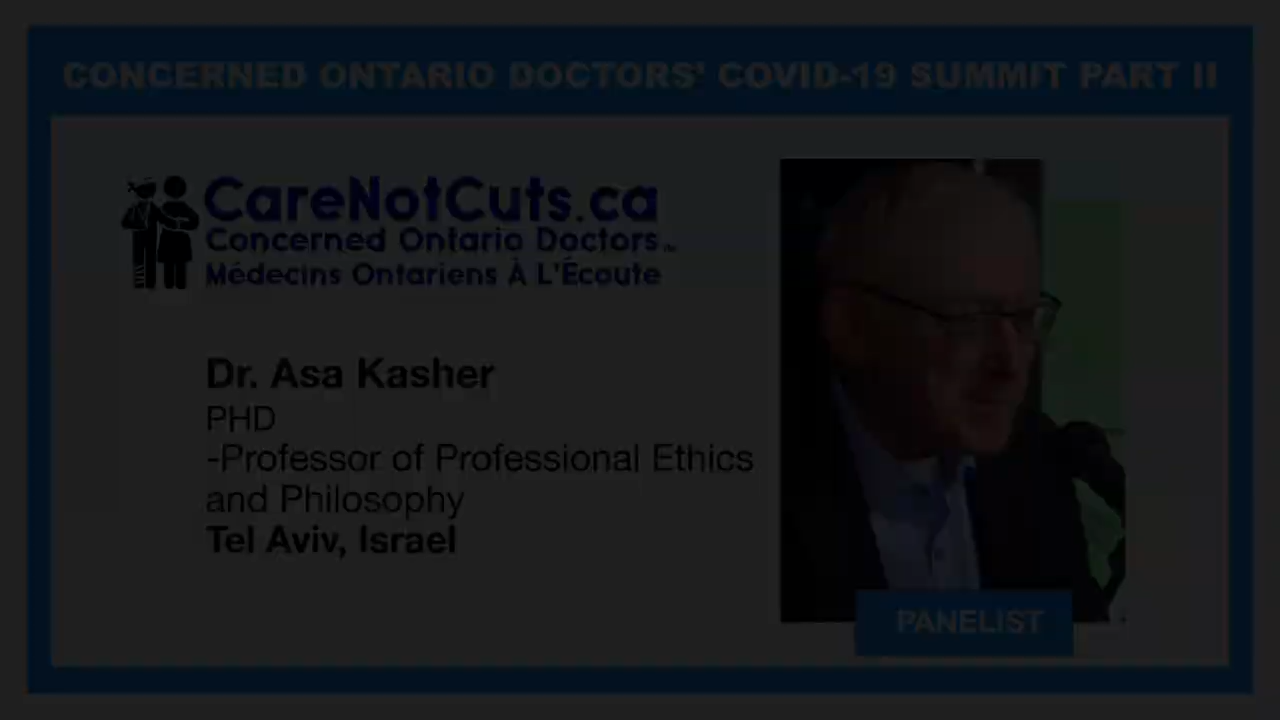 CONCERNED ONTARIO DOCTORS' COVID-19 SUMMIT PART II
CareNotCuts.ca
Concerned Ontario Doctors
Médecins Ontariens À L'Écoute
Dr. Asa Kasher
PHD
-Professor of Professional Ethics
and Philosophy
Tel Aviv, Israel
PANELIST